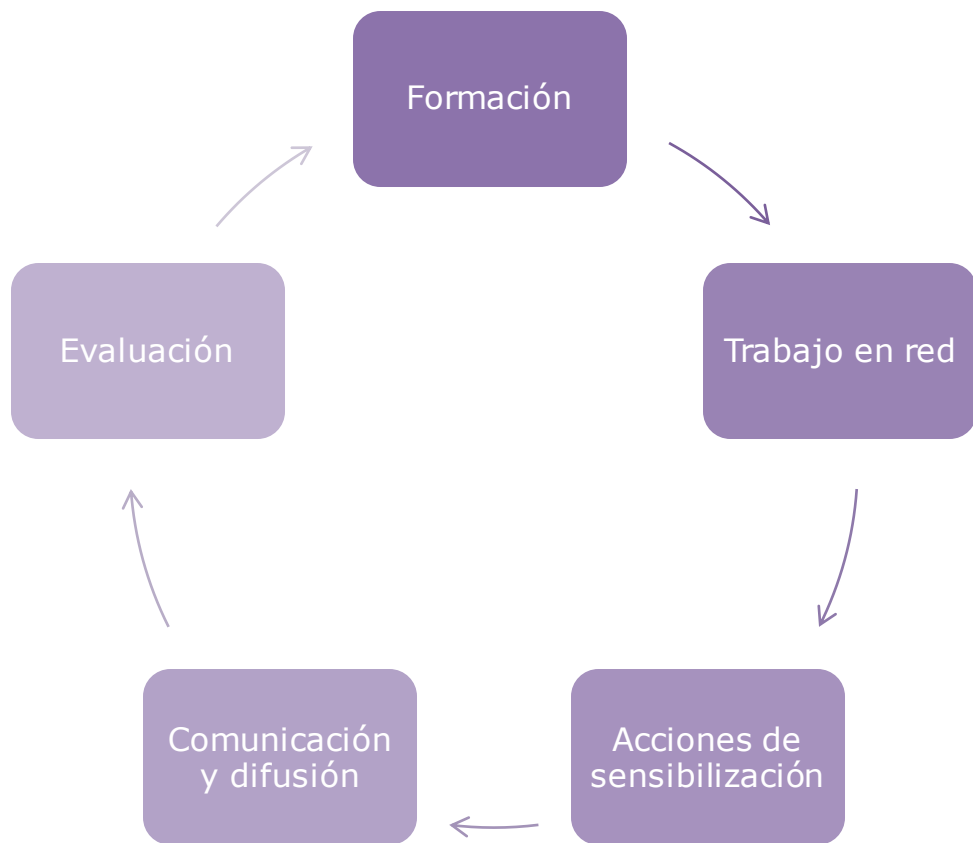 Formación
Trabajo en red
Acciones de
sensibilización
Comunicación
y difusión
Evaluación